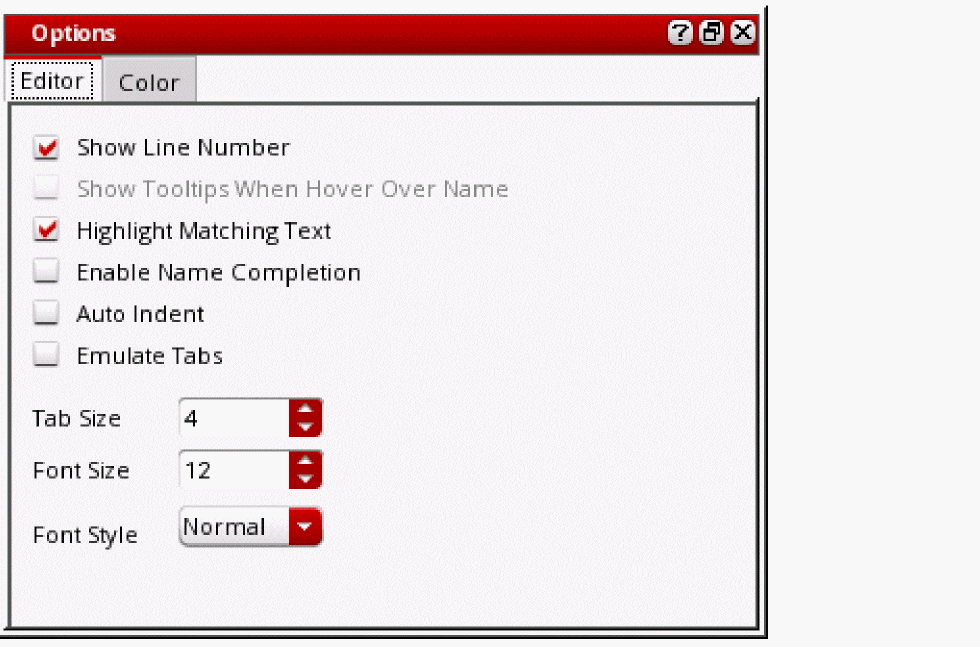 Options
Editor Color
Show Line Number
Show Tooltips When Hover Over Name
Highlight Matching Text
Enable Name Completion
Auto Indent
Emulate Tabs
Tab Size 4
Font Size 12
Font Style Normal